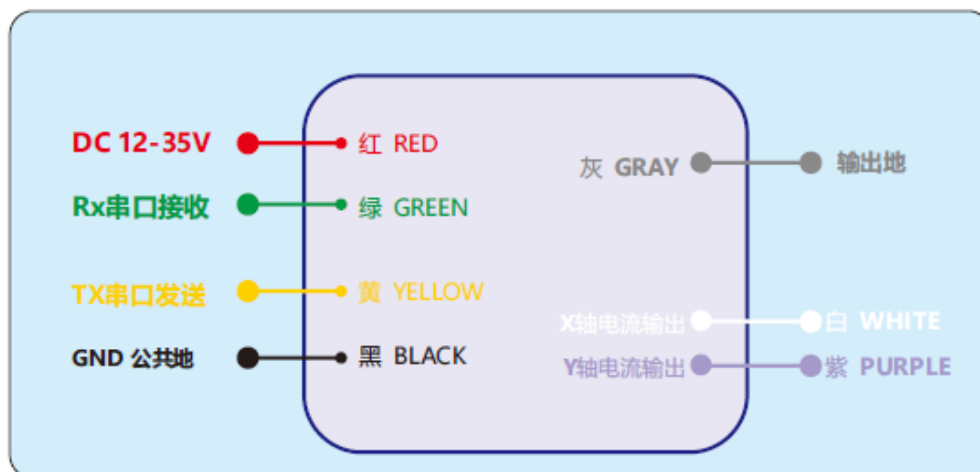 DC 12-35V
红 RED
Rx串口接收
绿 GREEN
TX串口发送
黄 YELLOW
GND 公共地
黑 BLACK
灰 GRAY
输出地
X轴电流输出
白 WHITE
Y轴电流输出
紫 PURPLE